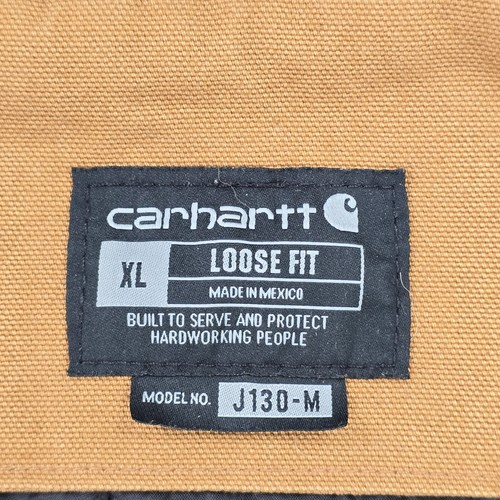 carhartt
XL
LOOSE FIT
MADE IN MEXICO
BUILT TO SERVE AND PROTECT
HARDWORKING PEOPLE
MODEL NO. J130-M